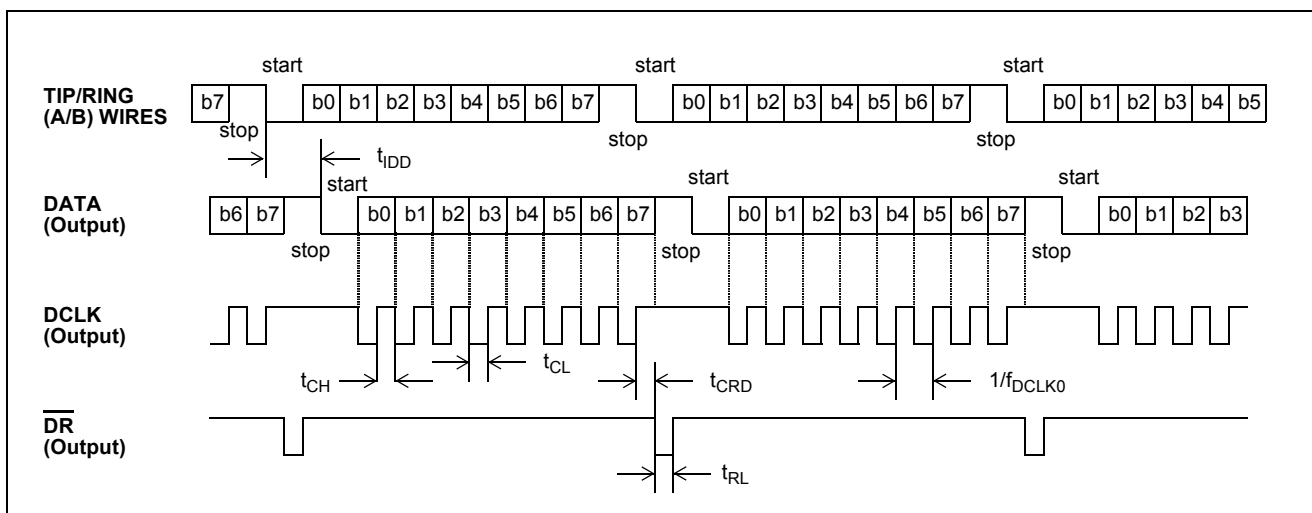 start start start
TIP/RING
(A/B) WIRES
b7 b0 b1 b2 b3 b4 b5 b6 b7 b0 b1 b2 b3 b4 b5 b6 b7 b0 b1 b2 b3 b4 b5
stop stop stop
tIDD
start start start
DATA
(Output)
b6 b7 b0 b1 b2 b3 b4 b5 b6 b7 b0 b1 b2 b3 b4 b5 b6 b7 b0 b1 b2 b3
stop stop stop
DCLK
(Output)
tCH tCL tCRD 1/fDCLK0
DR
(Output)
tRL